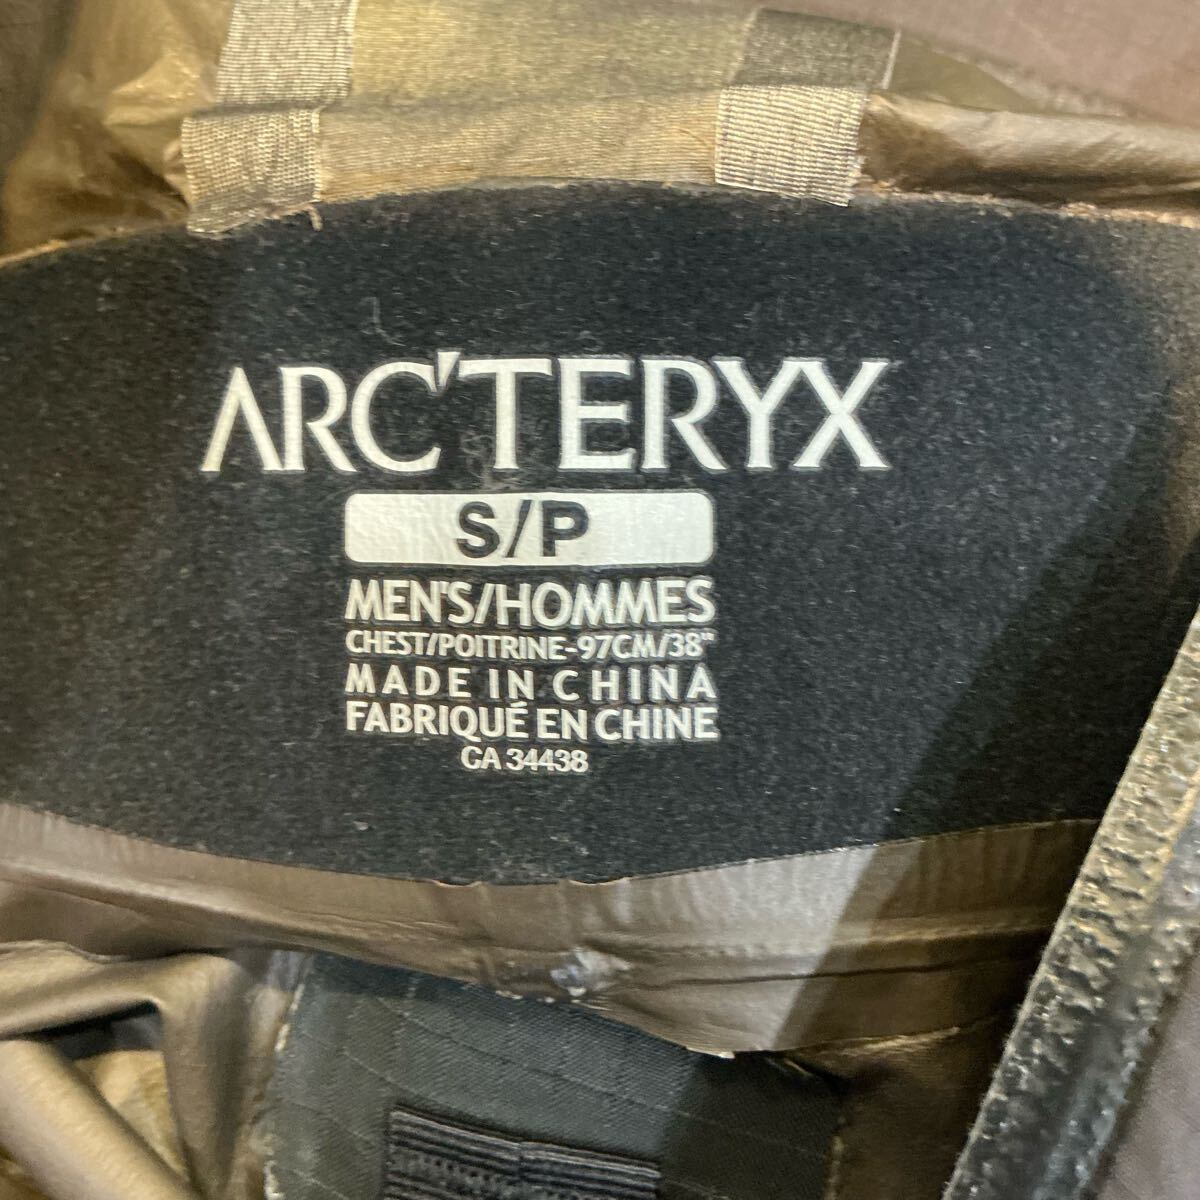 ARC'TERYX
S/P
MEN'S/HOMMES
CHEST/POITRINE-97CM/38"
MADE IN CHINA
FABRIQUÉ EN CHINE
CA 34438